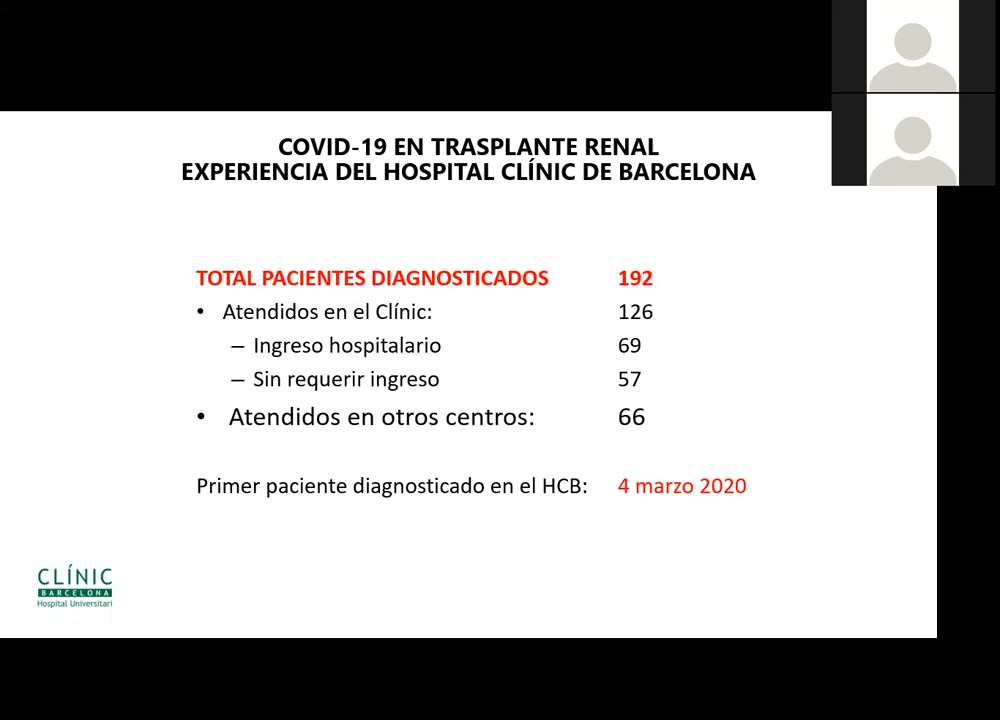 COVID-19 EN TRASPLANTE RENAL
EXPERIENCIA DEL HOSPITAL CLÍNIC DE BARCELONA
TOTAL PACIENTES DIAGNOSTICADOS 192
• Atendidos en el Clínic: 126
– Ingreso hospitalario 69
– Sin requerir ingreso 57
• Atendidos en otros centros: 66
Primer paciente diagnosticado en el HCB: 4 marzo 2020
CLÍNIC
BARCELONA
Hospital Universitari